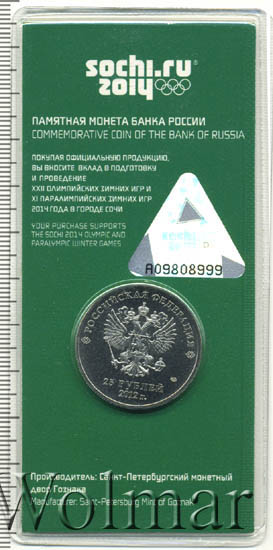 sochi.ru
2014
ПАМЯТНАЯ МОНЕТА БАНКА РОССИИ
COMMEMORATIVE COIN OF THE BANK OF RUSSIA
ПОКУПАЯ ОФИЦИАЛЬНУЮ ПРОДУКЦИЮ,
ВЫ ВНОСИТЕ ВКЛАД В ПОДГОТОВКУ
И ПРОВЕДЕНИЕ
XXII ОЛИМПИЙСКИХ ЗИМНИХ ИГР И
XI ПАРАЛИМПИЙСКИХ ЗИМНИХ ИГР
2014 ГОДА В ГОРОДЕ СОЧИ
YOUR PURCHASE SUPPORTS
THE SOCHI 2014 OLYMPIC AND
PARALYMPIC WINTER GAMES
A09808999
РОССИЙСКАЯ ФЕДЕРАЦИЯ
25 РУБЛЕЙ
2012 г.
Производитель: Санкт-Петербургский монетный
двор Гознака
Manufacturer: Saint-Petersburg Mint of Goznak
Wolmar